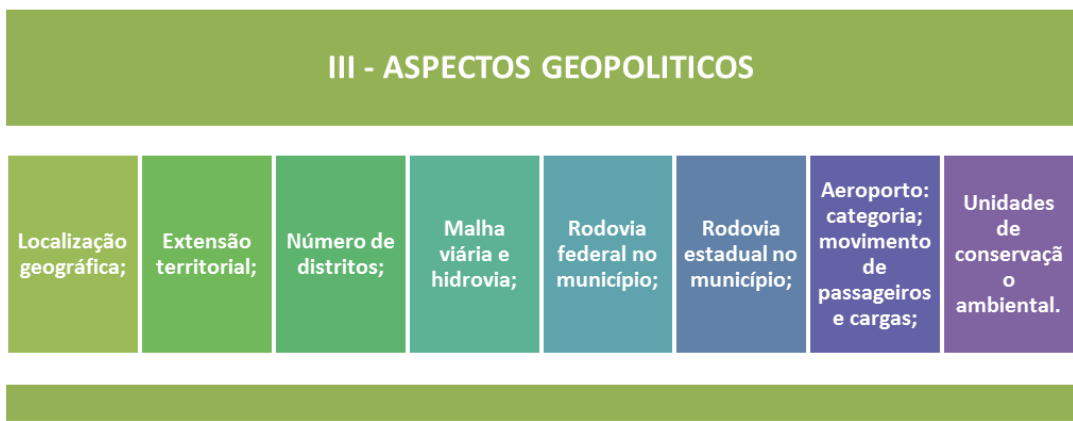 III - ASPECTOS GEOPOLITICOS
Localização
geográfica;
Extensão
territorial;
Número de
distritos;
Malha
viária e
hidrovia;
Rodovia
federal no
município;
Rodovia
estadual no
município;
Aeroporto:
categoria;
movimento
de
passageiros
e cargas;
Unidades
de
conservaçã
o
ambiental.